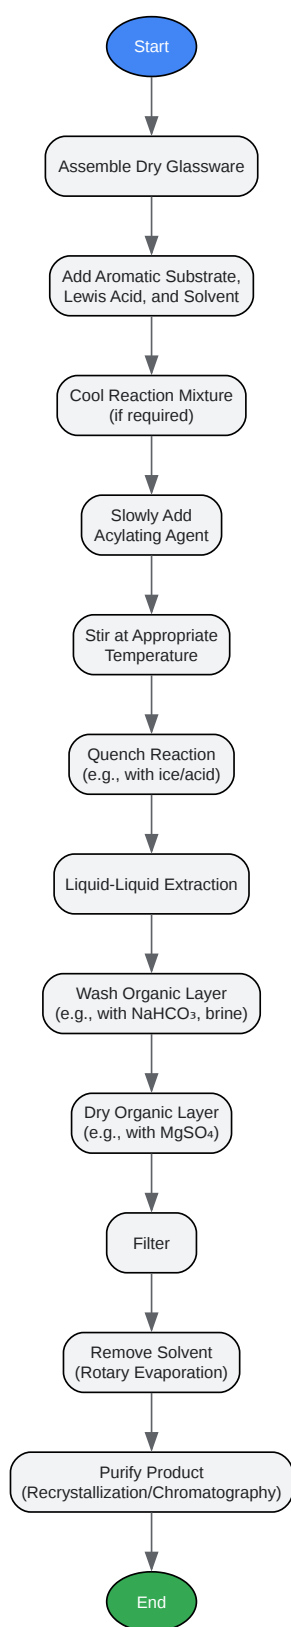 Start
Assemble Dry Glassware
Add Aromatic Substrate,
Lewis Acid, and Solvent
Cool Reaction Mixture
(if required)
Slowly Add
Acylating Agent
Stir at Appropriate
Temperature
Quench Reaction
(e.g., with ice/acid)
Liquid-Liquid Extraction
Wash Organic Layer
(e.g., with NaHCO₃, brine)
Dry Organic Layer
(e.g., with MgSO₄)
Filter
Remove Solvent
(Rotary Evaporation)
Purify Product
(Recrystallization/Chromatography)
End